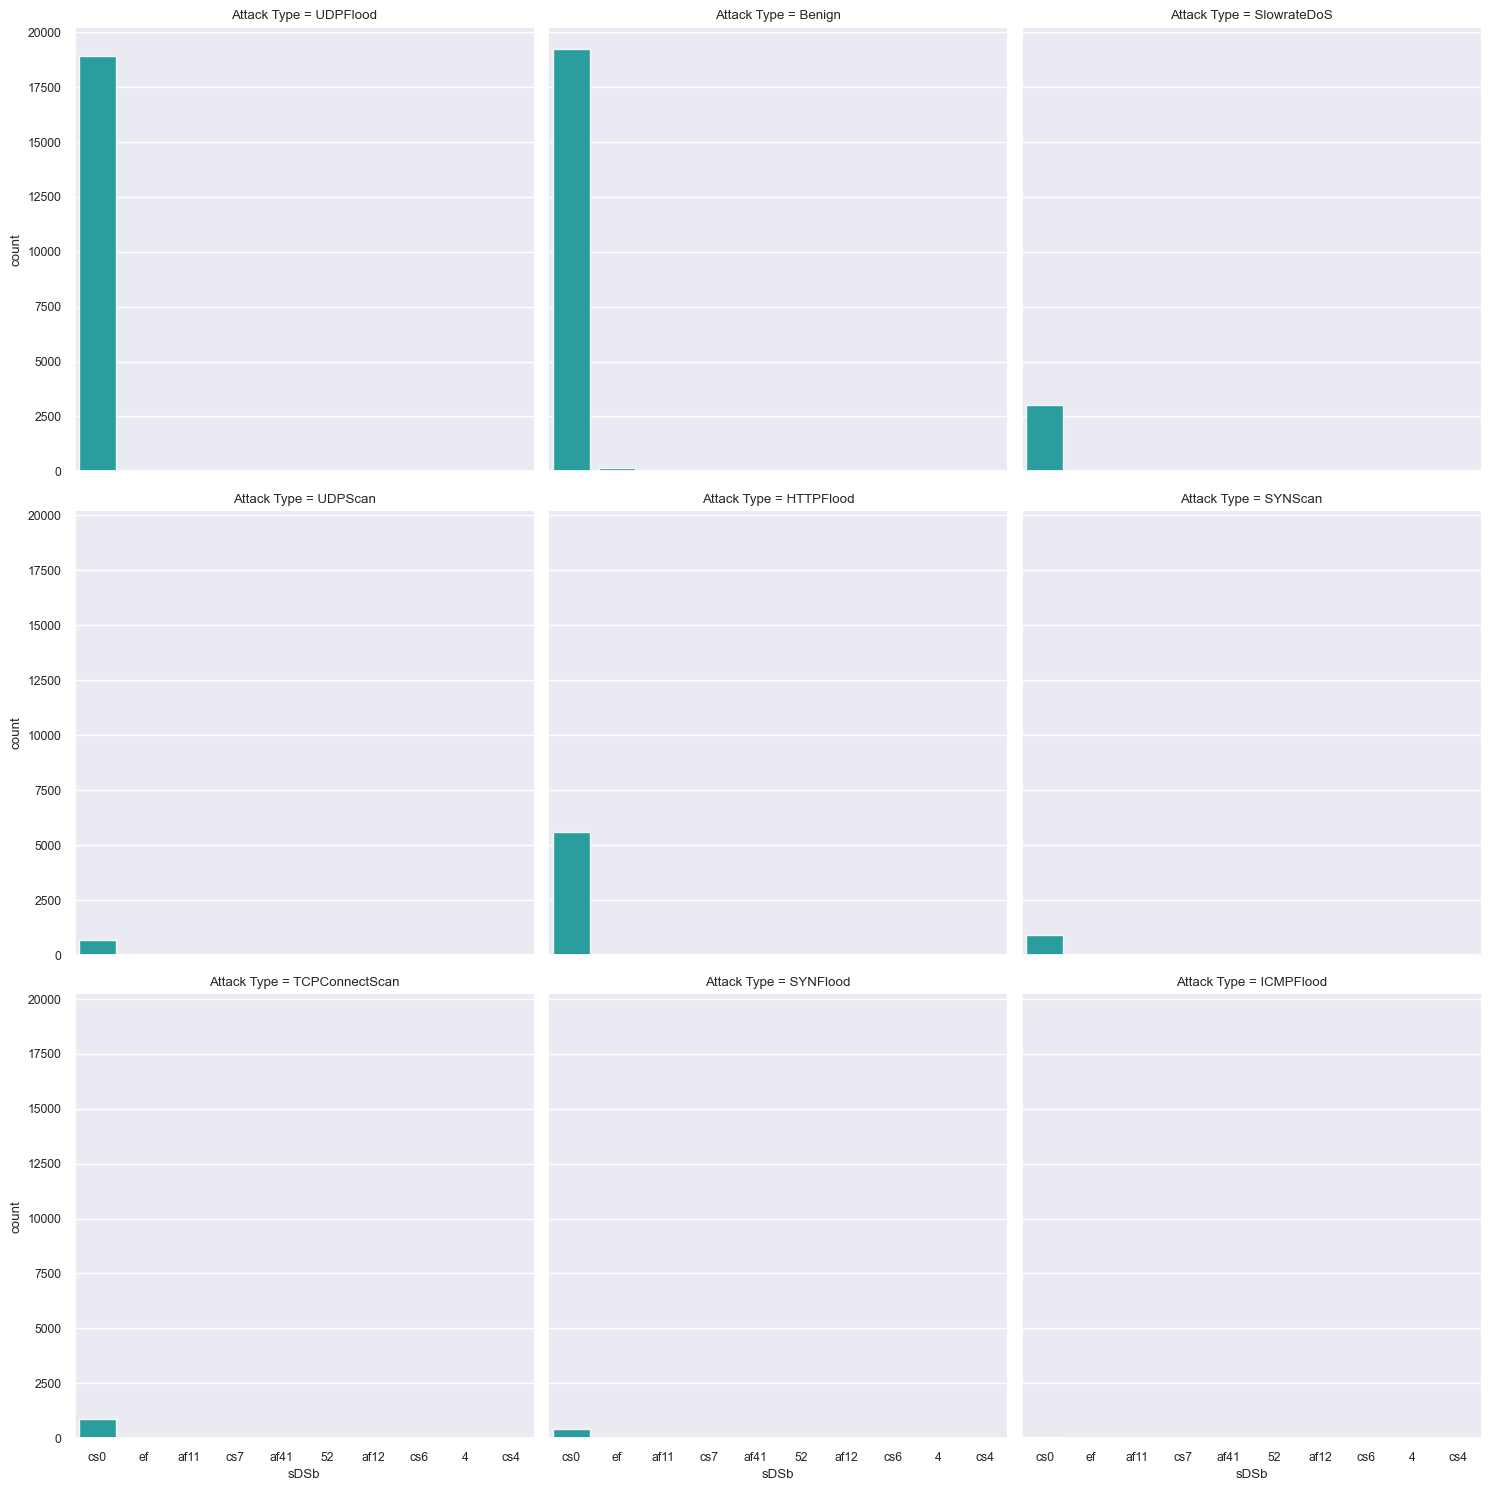 Attack Type = UDPFlood
Attack Type = Benign
Attack Type = SlowrateDoS
20000
17500
15000
12500
10000
7500
5000
2500
0
count
Attack Type = UDPScan
Attack Type = HTTPFlood
Attack Type = SYNScan
20000
17500
15000
12500
10000
7500
5000
2500
0
count
Attack Type = TCPConnectScan
Attack Type = SYNFlood
Attack Type = ICMPFlood
20000
17500
15000
12500
10000
7500
5000
2500
0
count
cs0 ef af11 cs7 af41 52 af12 cs6 4 cs4
sDSb
cs0 ef af11 cs7 af41 52 af12 cs6 4 cs4
sDSb
cs0 ef af11 cs7 af41 52 af12 cs6 4 cs4
sDSb